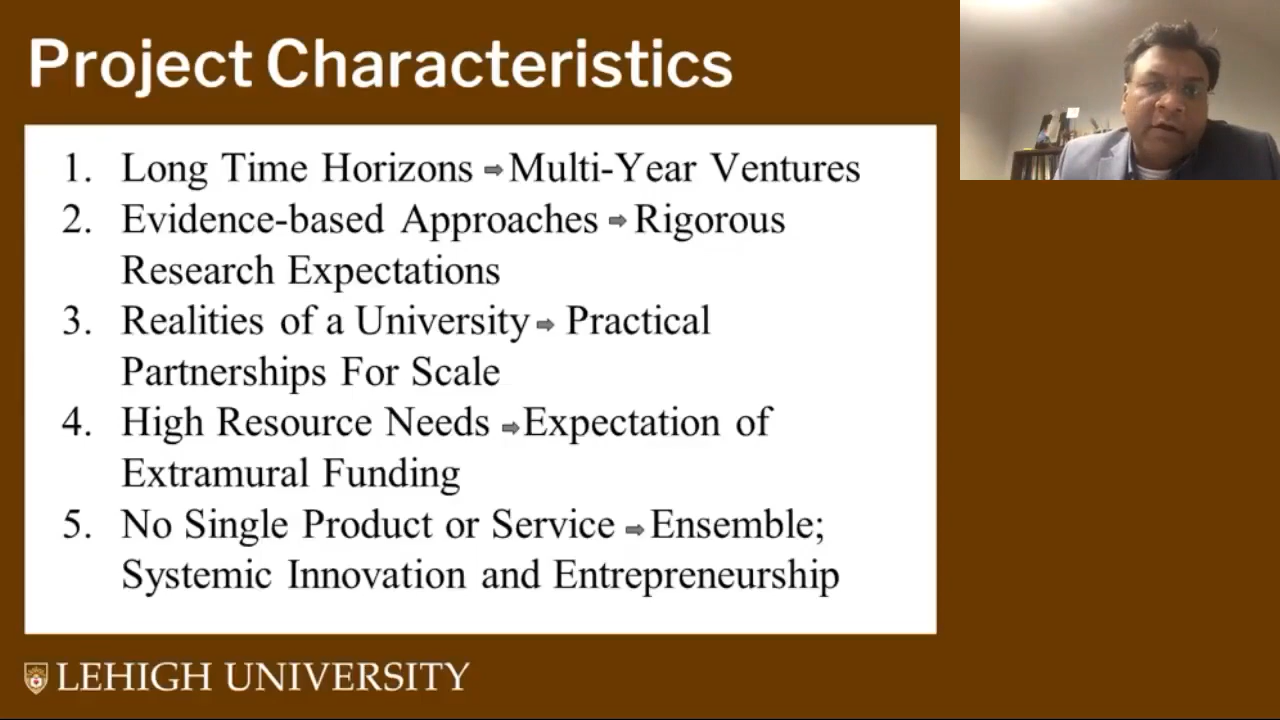 Project Characteristics
1. Long Time Horizons ➡ Multi-Year Ventures
2. Evidence-based Approaches ➡ Rigorous
Research Expectations
3. Realities of a University ➡ Practical
Partnerships For Scale
4. High Resource Needs ➡ Expectation of
Extramural Funding
5. No Single Product or Service ➡ Ensemble;
Systemic Innovation and Entrepreneurship
LEHIGH UNIVERSITY